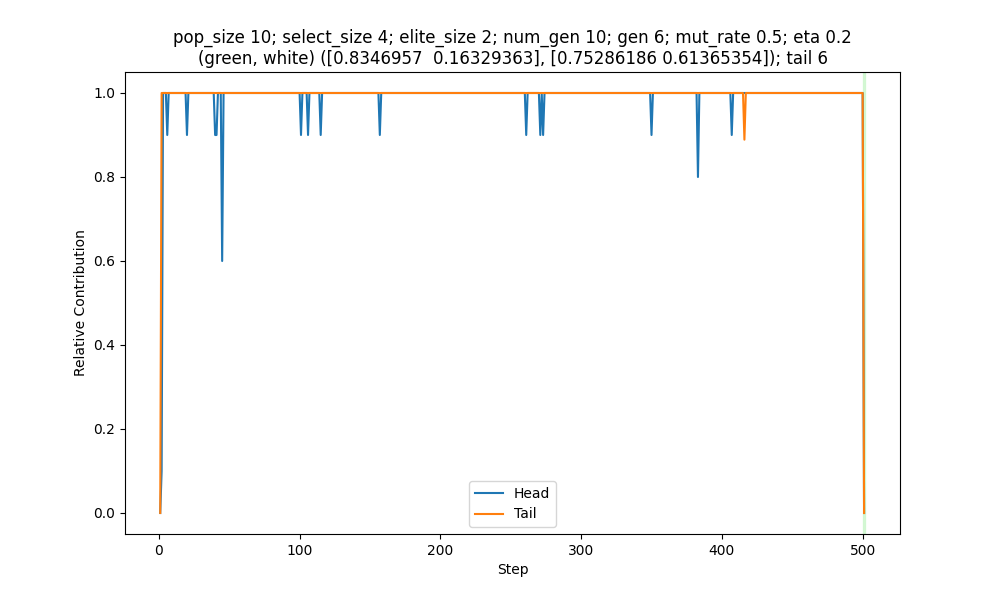 pop_size 10; select_size 4; elite_size 2; num_gen 10; gen 6; mut_rate 0.5; eta 0.2
(green, white) ([0.8346957  0.16329363], [0.75286186 0.61365354]); tail 6
1.0
0.8
0.6
0.4
0.2
0.0
Relative Contribution
Head
Tail
0
100
200
300
400
500
Step